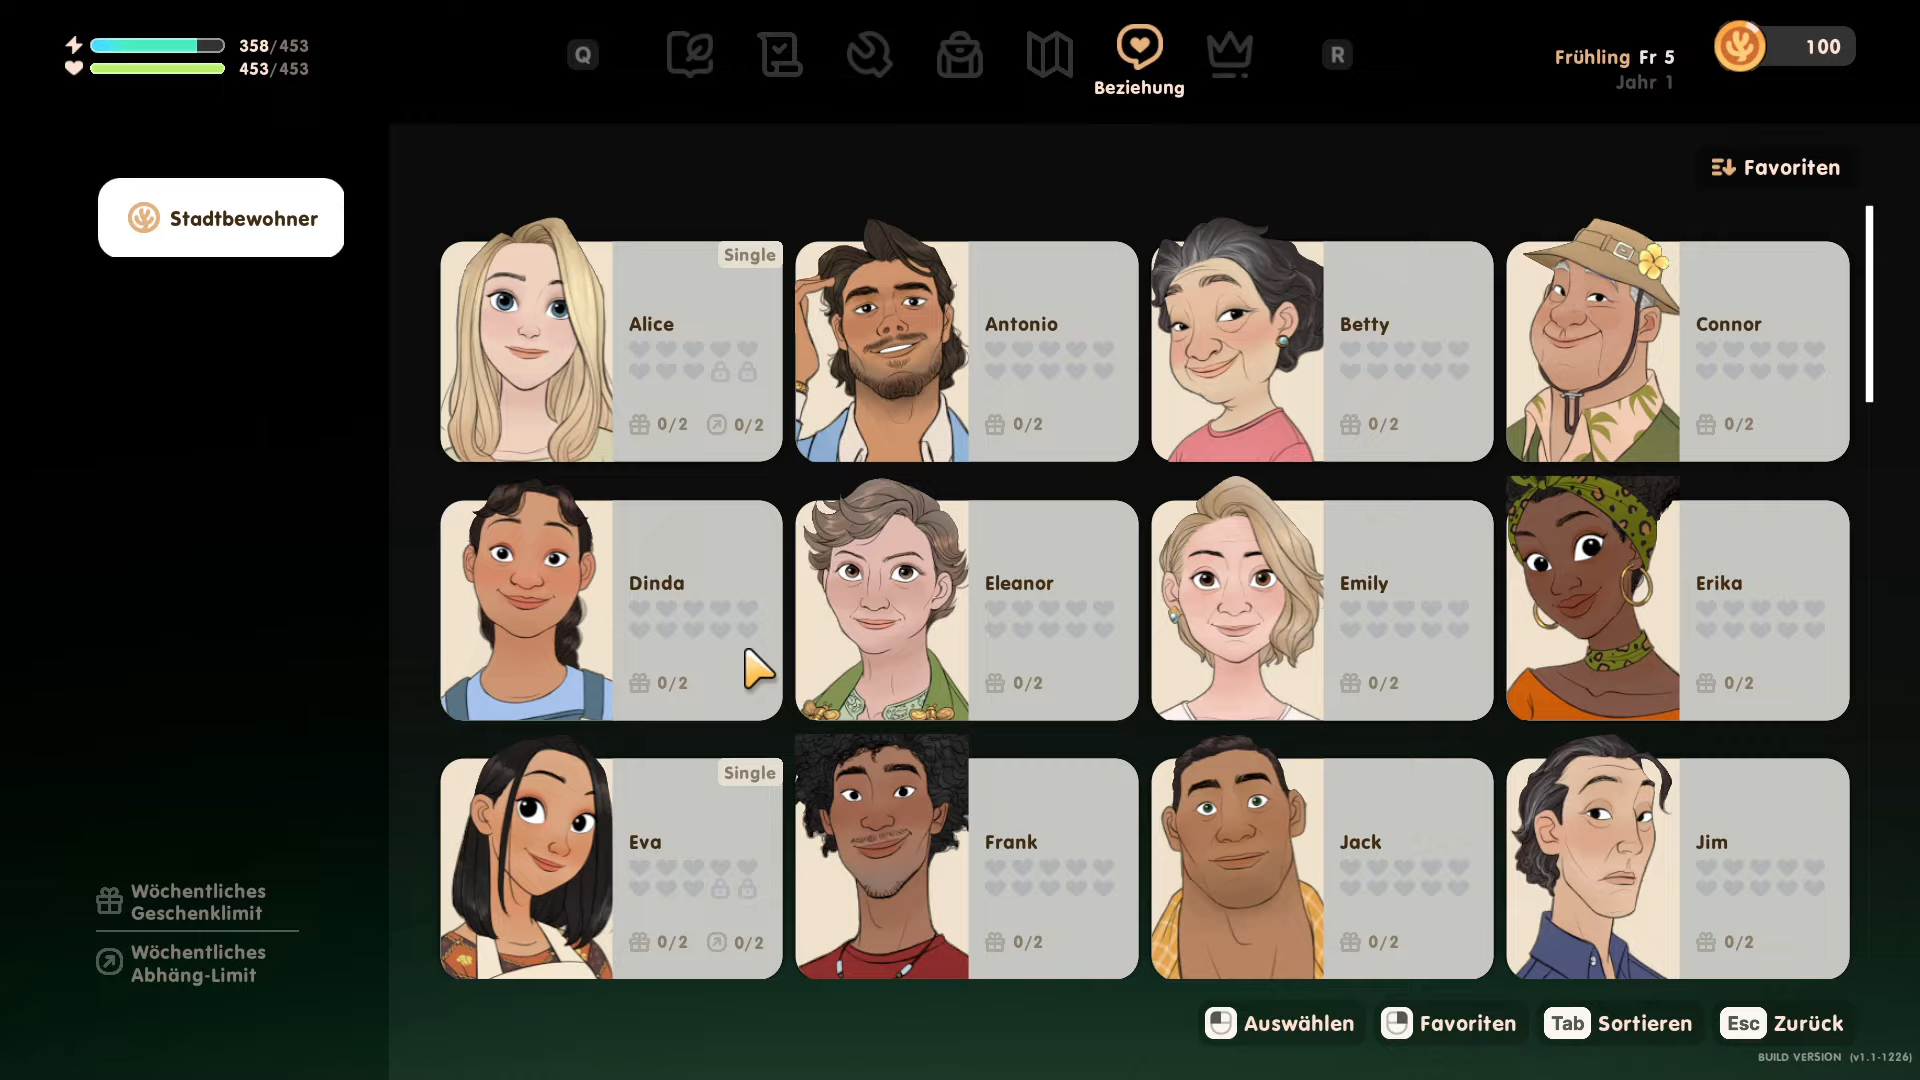 358/453
453/453
Q
Beziehung
R
Frühling Fr 5
Jahr 1
100
Stadtbewohner
Favoriten
Single
Alice
0/2 0/2
Antonio
0/2
Betty
0/2
Connor
0/2
Dinda
0/2
Eleanor
0/2
Emily
0/2
Erika
0/2
Single
Eva
0/2 0/2
Frank
0/2
Jack
0/2
Jim
0/2
Wöchentliches
Geschenklimit
Wöchentliches
Abhäng-Limit
Auswählen Favoriten Tab Sortieren Esc Zurück
BUILD VERSION (v1.1-1226)